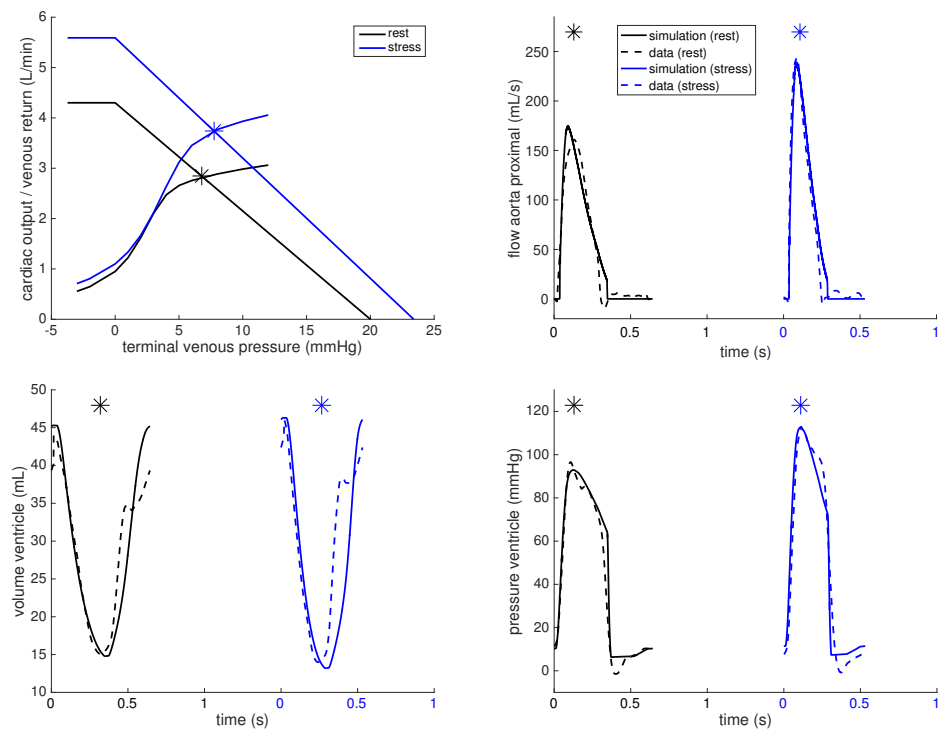 cardiac output / venous return (L/min)
6
5
4
3
2
1
0
-5 0 5 10 15 20 25
terminal venous pressure (mmHg)
rest
stress
flow aorta proximal (mL/s)
250
200
150
100
50
0
0 0.5 1 0 0.5 1
time (s)
simulation (rest)
data (rest)
simulation (stress)
data (stress)
volume ventricle (mL)
50
45
40
35
30
25
20
15
10
0 0.5 1 0 0.5 1
time (s)
pressure ventricle (mmHg)
120
100
80
60
40
20
0
0 0.5 1 0 0.5 1
time (s)